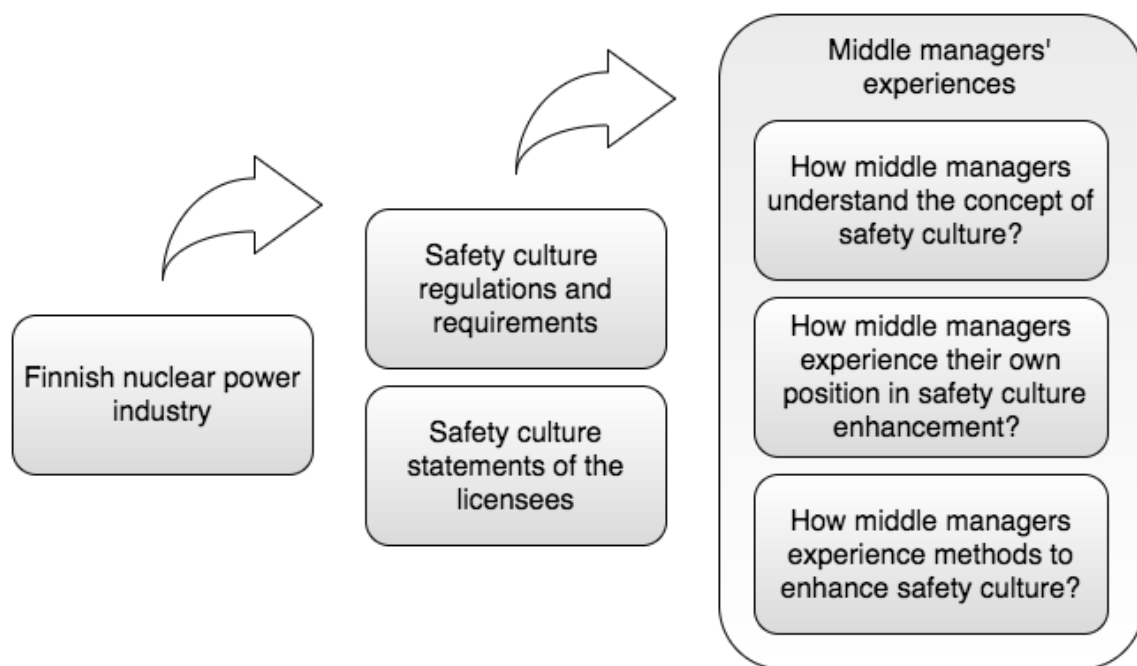 Finnish nuclear power
industry
Safety culture
regulations and
requirements
Safety culture
statements of the
licensees
Middle managers'
experiences
How middle managers
understand the concept of
safety culture?
How middle managers
experience their own
position in safety culture
enhancement?
How middle managers
experience methods to
enhance safety culture?